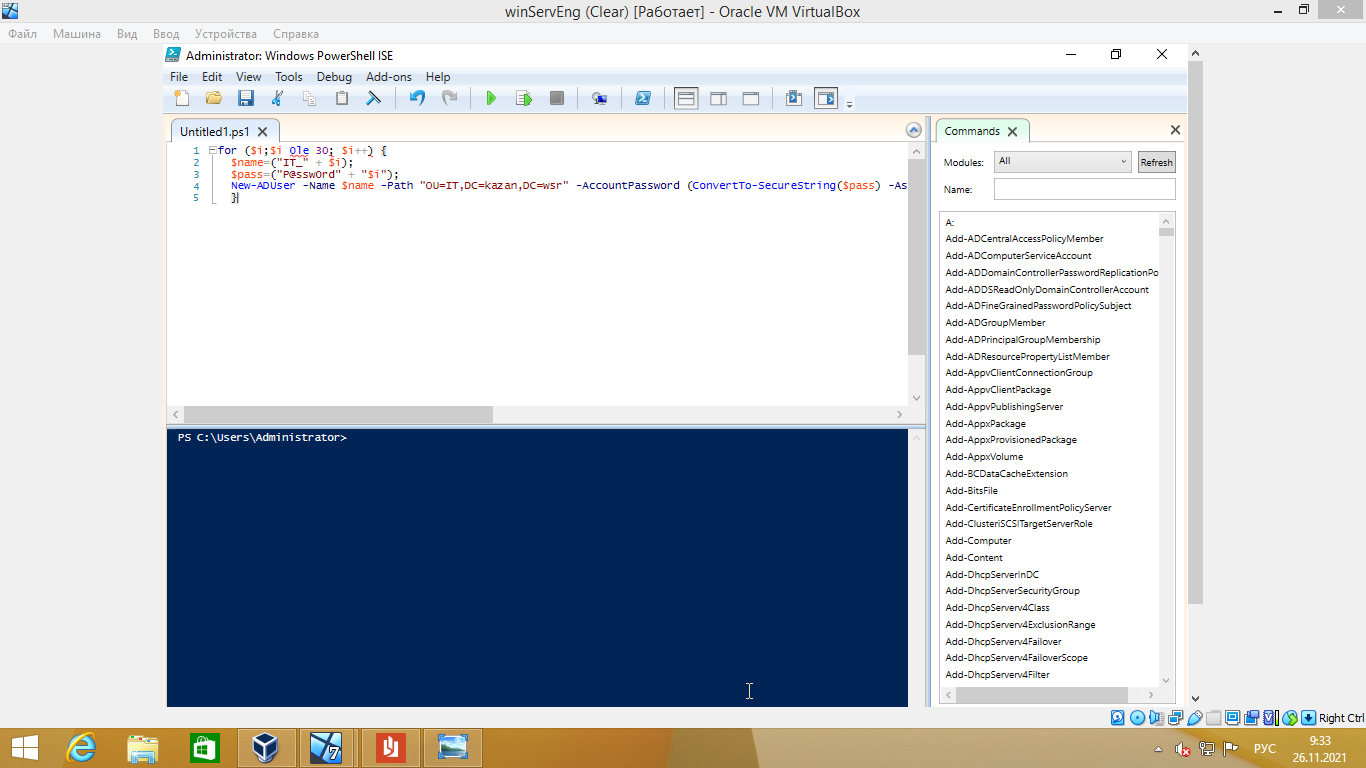 winServEng (Clear) [Работает] - Oracle VM VirtualBox
Файл Машина Вид Ввод Устройства Справка
Administrator: Windows PowerShell ISE
File Edit View Tools Debug Add-ons Help
Untitled1.ps1
1 for ($i;$i 0le 30; $i++) {
2 $name=("IT_" + $i);
3 $pass=("P@ssw0rd" + "$i");
4 New-ADUser -Name $name -Path "OU=IT,DC=kazan,DC=wsr" -AccountPassword (ConvertTo-SecureString($pass) -As
5 }
PS C:\Users\Administrator>
Commands
Modules: All Refresh
Name:
A:
Add-ADCentralAccessPolicyMember
Add-ADComputerServiceAccount
Add-ADDomainControllerPasswordReplicationPo
Add-ADDSReadOnlyDomainControllerAccount
Add-ADFineGrainedPasswordPolicySubject
Add-ADGroupMember
Add-ADPrincipalGroupMembership
Add-ADResourcePropertyListMember
Add-AppvClientConnectionGroup
Add-AppvClientPackage
Add-AppvPublishingServer
Add-AppxPackage
Add-AppxProvisionedPackage
Add-AppxVolume
Add-BCDataCacheExtension
Add-BitsFile
Add-CertificateEnrollmentPolicyServer
Add-ClusteriSCSITargetServerRole
Add-Computer
Add-Content
Add-DhcpServerInDC
Add-DhcpServerSecurityGroup
Add-DhcpServerv4Class
Add-DhcpServerv4ExclusionRange
Add-DhcpServerv4Failover
Add-DhcpServerv4FailoverScope
Add-DhcpServerv4Filter
Right Ctrl
РУС
9:33
26.11.2021